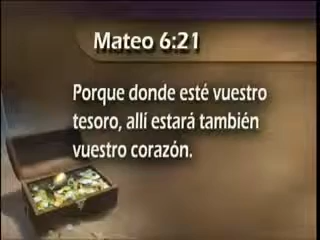 Mateo 6:21
Porque donde esté vuestro
tesoro, allí estará también
vuestro corazón.